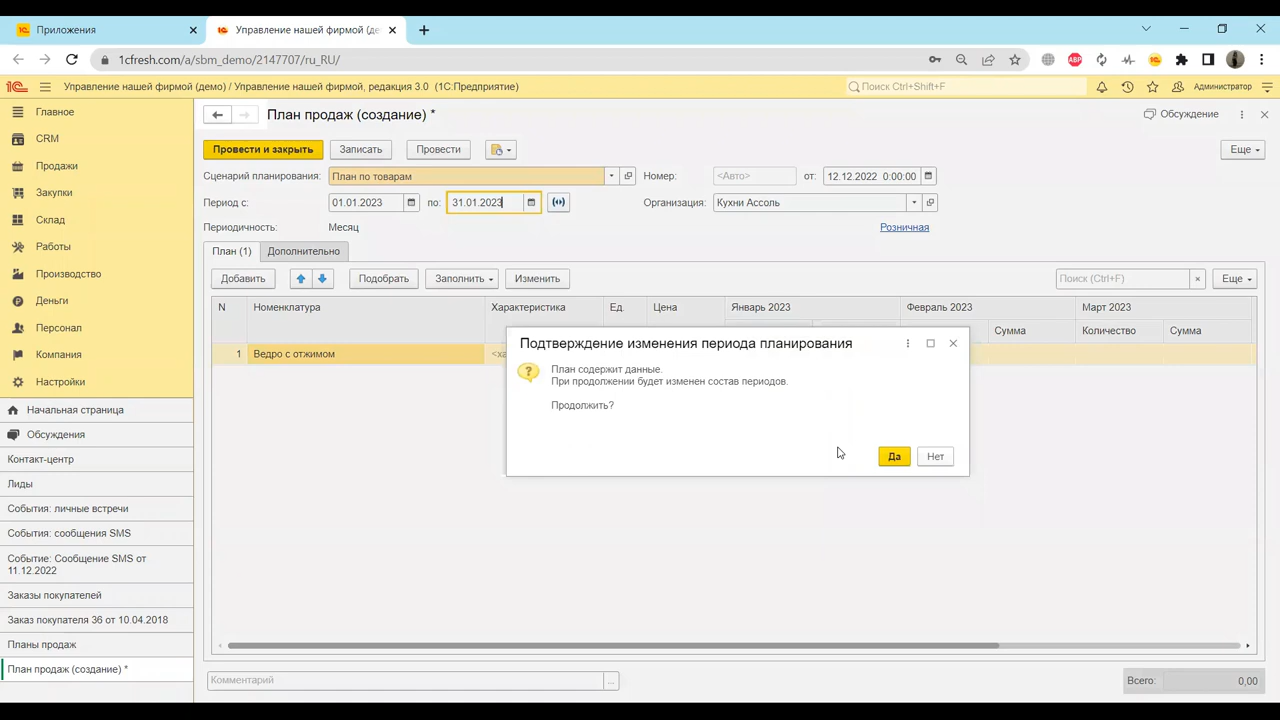 Приложения
Управление нашей фирмой (де
1cfresh.com/a/sbm_demo/2147707/ru_RU/
ABP
1С
Управление нашей фирмой (демо) / Управление нашей фирмой, редакция 3.0 (1С:Предприятие)
Поиск Ctrl+Shift+F
Администратор
Главное
CRM
Продажи
Закупки
Склад
Работы
Производство
Деньги
Персонал
Компания
Настройки
Начальная страница
Обсуждения
Контакт-центр
Лиды
События: личные встречи
События: сообщения SMS
Событие: Сообщение SMS от
11.12.2022
Заказы покупателей
Заказ покупателя 36 от 10.04.2018
Планы продаж
План продаж (создание) *
План продаж (создание) *
Обсуждение
Провести и закрыть
Записать
Провести
Еще
Сценарий планирования:
План по товарам
Номер:
<Авто>
от:
12.12.2022 0:00:00
Период с:
01.01.2023
по:
31.01.2023
Организация:
Кухни Ассоль
Периодичность:
Месяц
Розничная
План (1)
Дополнительно
Добавить
Подобрать
Заполнить
Изменить
Поиск (Ctrl+F)
Еще
N
Номенклатура
Характеристика
Ед.
Цена
Январь 2023
Февраль 2023
Март 2023
Сумма
Количество
Сумма
1
Ведро с отжимом
<ха
Подтверждение изменения периода планирования
План содержит данные.
При продолжении будет изменен состав периодов.
Продолжить?
Да
Нет
Комментарий
Всего:
0,00